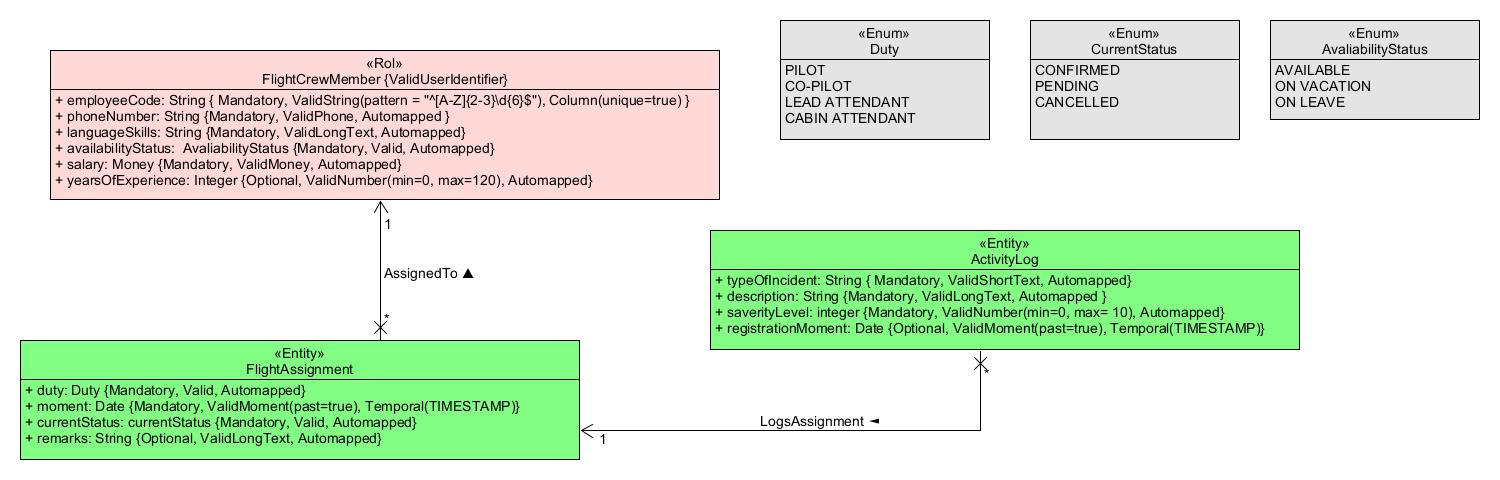 «Rol»
FlightCrewMember {ValidUserIdentifier}
+ employeeCode: String { Mandatory, ValidString(pattern = "^[A-Z]{2-3}\d{6}$"), Column(unique=true) }
+ phoneNumber: String {Mandatory, ValidPhone, Automapped }
+ languageSkills: String {Mandatory, ValidLongText, Automapped}
+ availabilityStatus:  AvaliabilityStatus {Mandatory, Valid, Automapped}
+ salary: Money {Mandatory, ValidMoney, Automapped}
+ yearsOfExperience: Integer {Optional, ValidNumber(min=0, max=120), Automapped}
«Enum»
Duty
PILOT
CO-PILOT
LEAD ATTENDANT
CABIN ATTENDANT
«Enum»
CurrentStatus
CONFIRMED
PENDING
CANCELLED
«Enum»
AvaliabilityStatus
AVAILABLE
ON VACATION
ON LEAVE
1
AssignedTo ▲
*
«Entity»
ActivityLog
+ typeOfIncident: String { Mandatory, ValidShortText, Automapped}
+ description: String {Mandatory, ValidLongText, Automapped }
+ saverityLevel: integer {Mandatory, ValidNumber(min=0, max= 10), Automapped}
+ registrationMoment: Date {Optional, ValidMoment(past=true), Temporal(TIMESTAMP)}
«Entity»
FlightAssignment
+ duty: Duty {Mandatory, Valid, Automapped}
+ moment: Date {Mandatory, ValidMoment(past=true), Temporal(TIMESTAMP)}
+ currentStatus: currentStatus {Mandatory, Valid, Automapped}
+ remarks: String {Optional, ValidLongText, Automapped}
*
LogsAssignment ◄
1